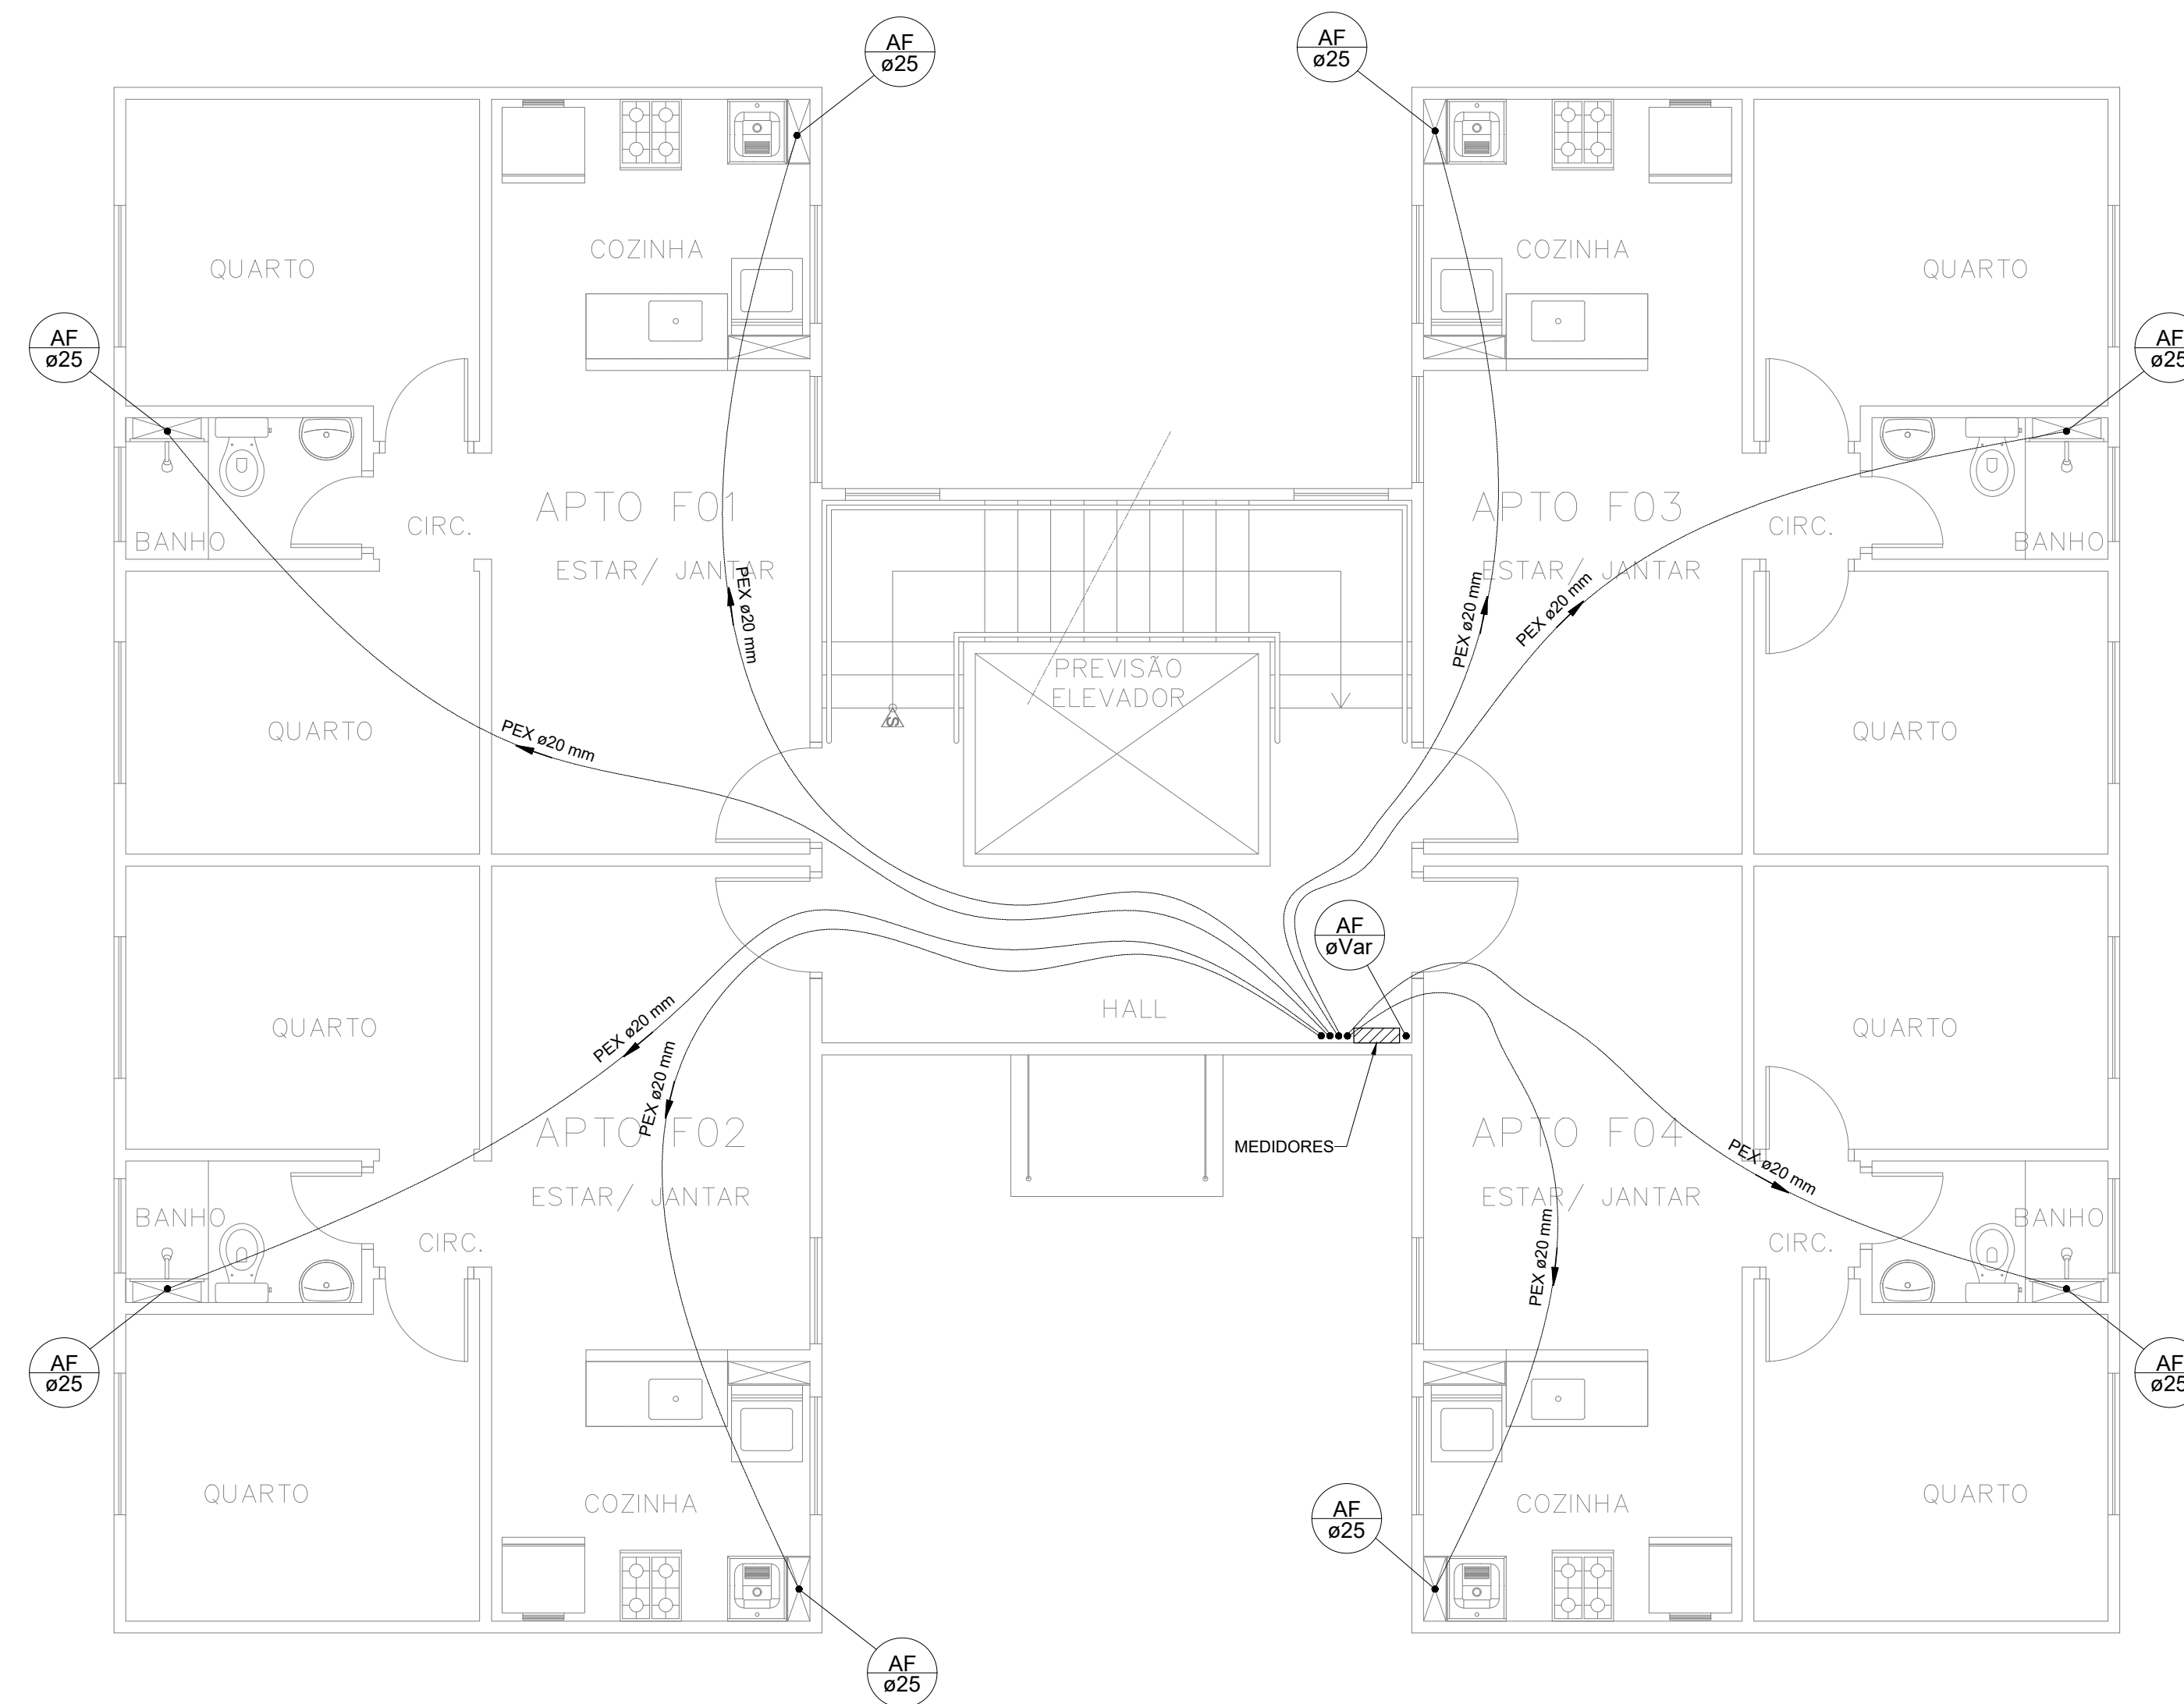 AF
ø25
AF
ø25
COZINHA
COZINHA
QUARTO
QUARTO
AF
ø25
AF
ø25
APTO F01
APTO F03
CIRC.
CIRC.
BANHO
BANHO
ESTAR/ JANTAR
ESTAR/ JANTAR
PEX ø20 mm
PEX ø20 mm
PEX ø20 mm
PREVISÃO
ELEVADOR
S
QUARTO
QUARTO
PEX ø20 mm
AF
øVar
HALL
QUARTO
QUARTO
PEX ø20 mm
PEX ø20 mm
APTO F02
MEDIDORES
APTO F04
PEX ø20 mm
ESTAR/ JANTAR
ESTAR/ JANTAR
BANHO
BANHO
CIRC.
CIRC.
PEX ø20 mm
AF
ø25
AF
ø25
QUARTO
COZINHA
COZINHA
QUARTO
AF
ø25
AF
ø25